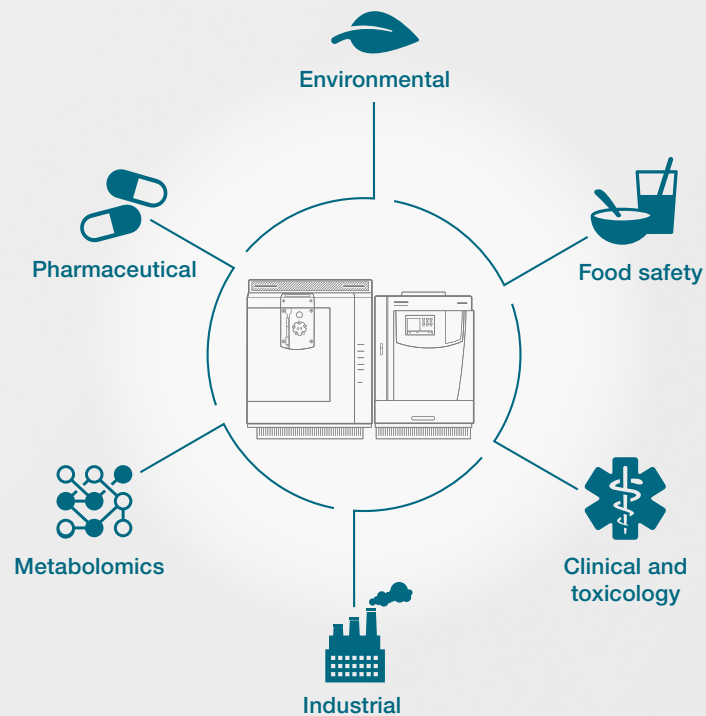 Environmental
Pharmaceutical
Food safety
Metabolomics
Clinical and
toxicology
Industrial